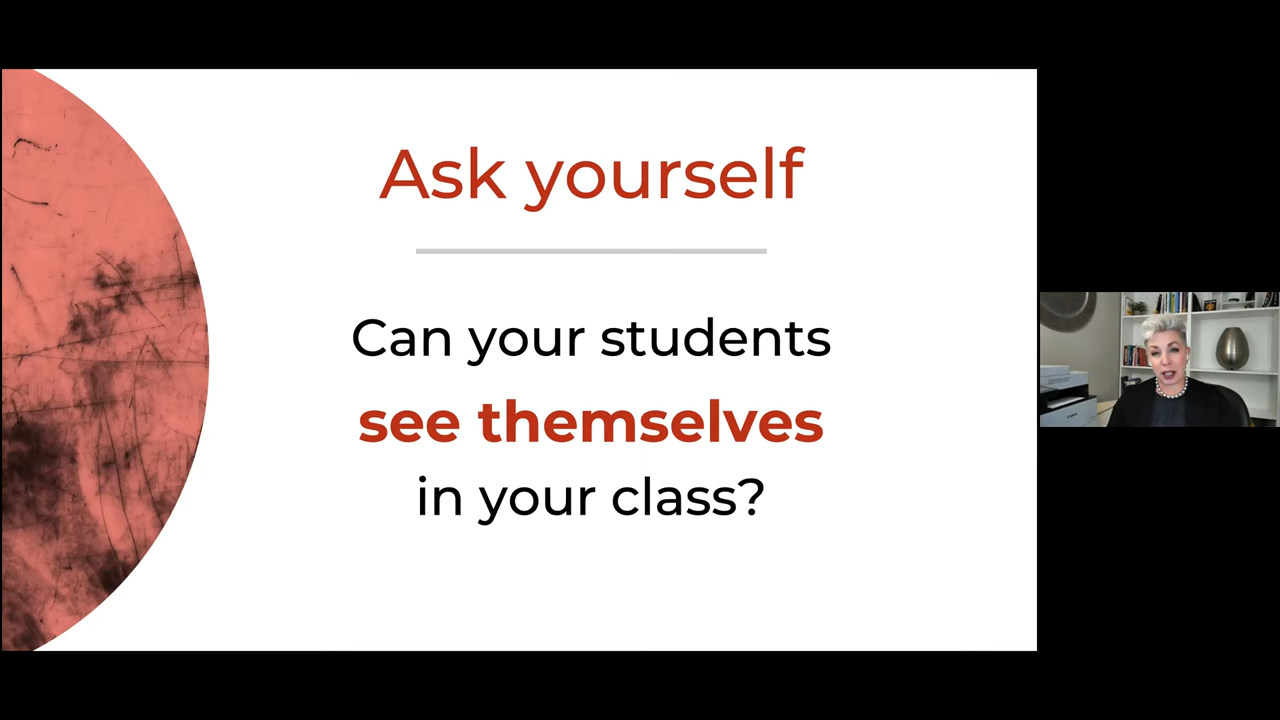 Ask yourself
Can your students
see themselves
in your class?